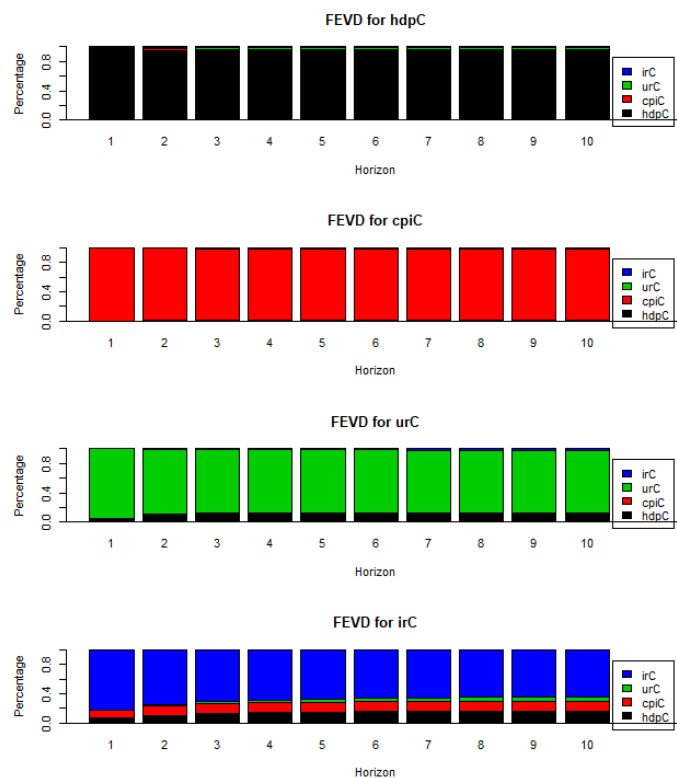 FEVD for hdpC
Percentage
0.0 0.4 0.8
1 2 3 4 5 6 7 8 9 10
Horizon
irC
urC
cpiC
hdpC
FEVD for cpiC
Percentage
0.0 0.4 0.8
1 2 3 4 5 6 7 8 9 10
Horizon
irC
urC
cpiC
hdpC
FEVD for urC
Percentage
0.0 0.4 0.8
1 2 3 4 5 6 7 8 9 10
Horizon
irC
urC
cpiC
hdpC
FEVD for irC
Percentage
0.0 0.4 0.8
1 2 3 4 5 6 7 8 9 10
Horizon
irC
urC
cpiC
hdpC